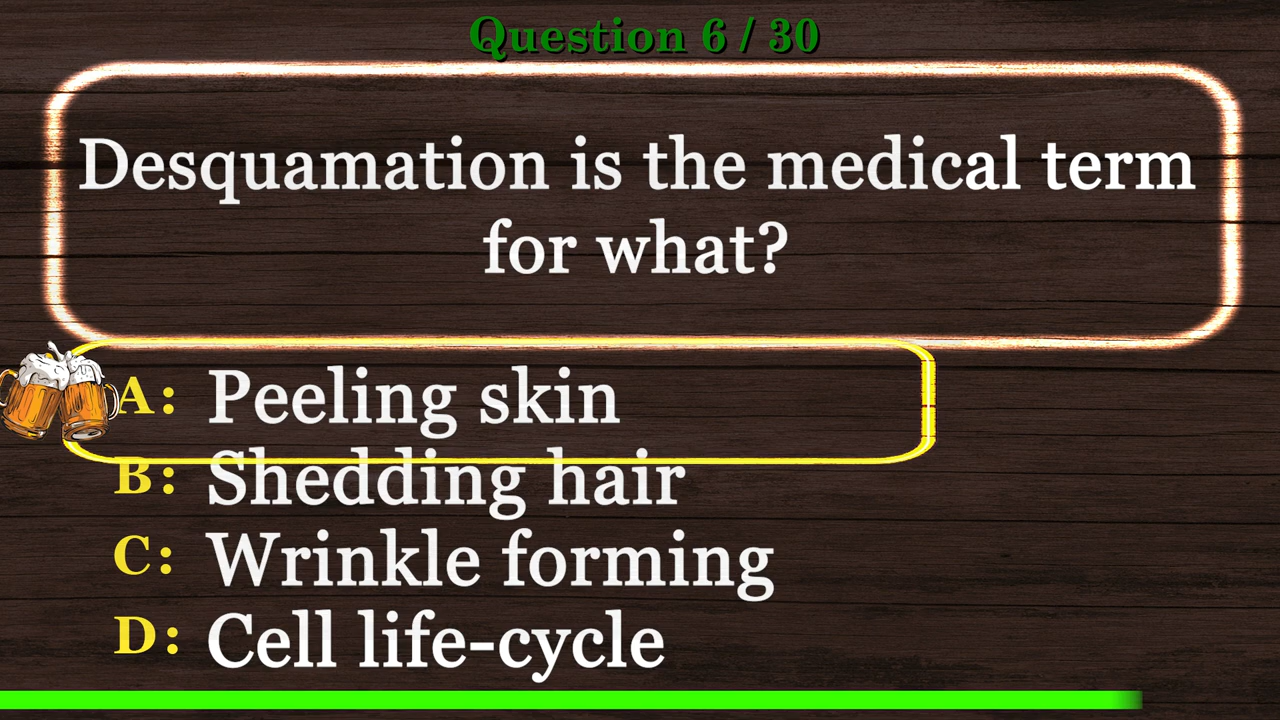 Question 6 / 30
Desquamation is the medical term
for what?
A: Peeling skin
B: Shedding hair
C: Wrinkle forming
D: Cell life-cycle